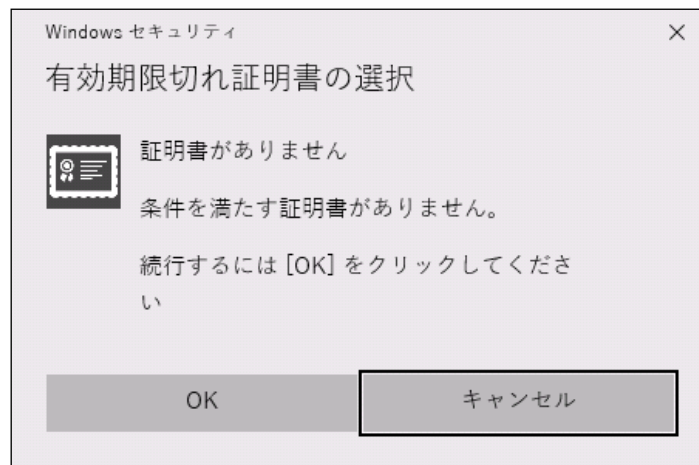 Windows セキュリティ
有効期限切れ証明書の選択
証明書がありません
条件を満たす証明書がありません。
続行するには [OK] をクリックしてくださ
い
OK
キャンセル